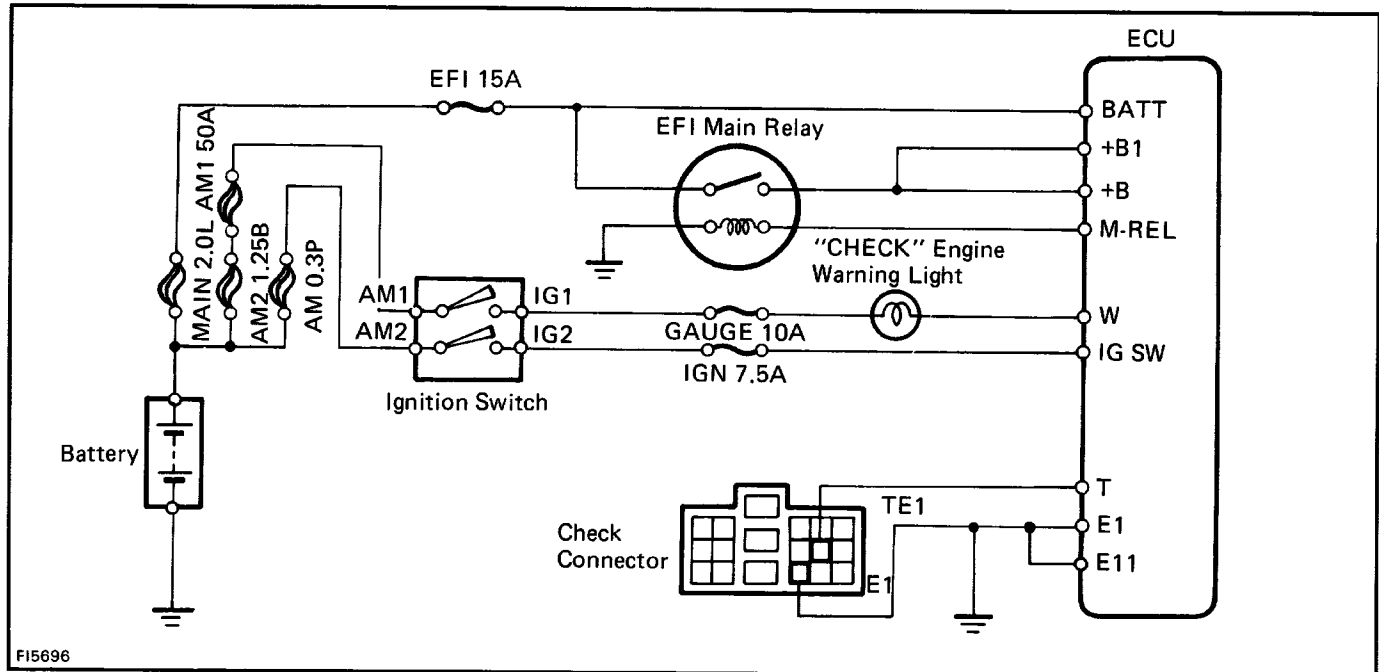 ECU
EFI 15A
BATT
EFI Main Relay
+B1
+B
M-REL
"CHECK" Engine
Warning Light
MAIN 2.0L
AM1 50A
AM2 1.25B
AM 0.3P
AM1
IG1
AM2
IG2
GAUGE 10A
W
IGN 7.5A
IG SW
Ignition Switch
Battery
T
TE1
E1
Check
Connector
E1
E11
FI5696